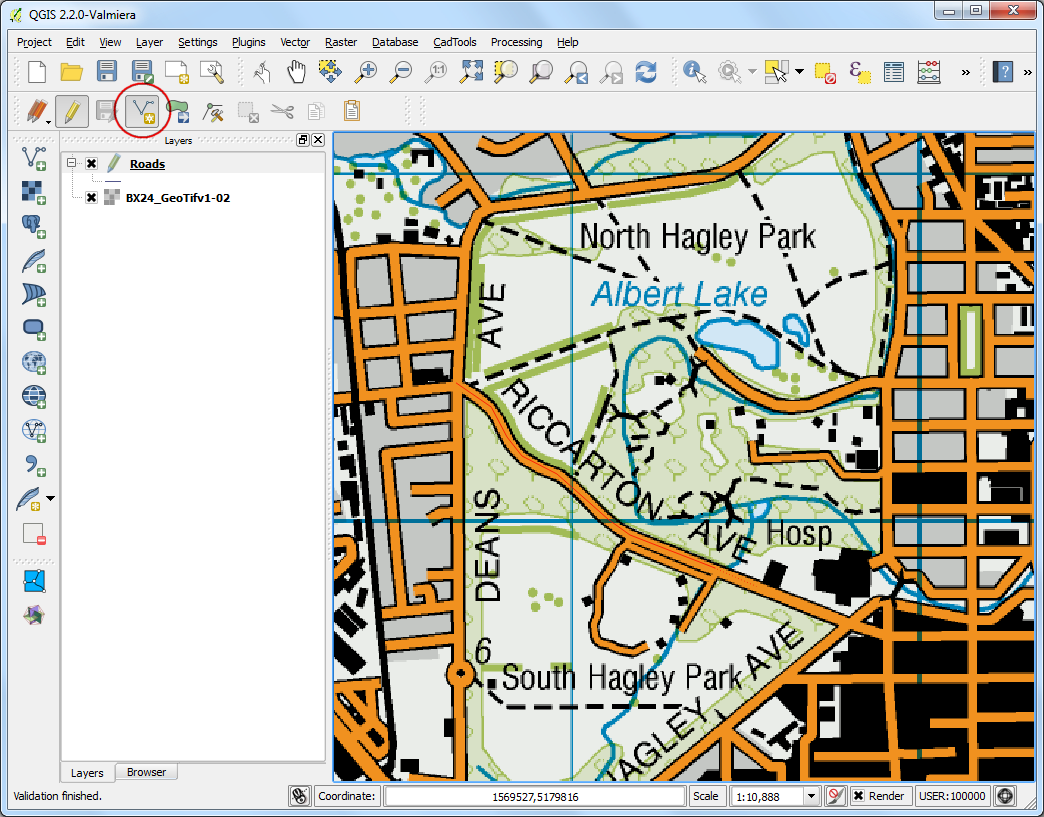 QGIS 2.2.0-Valmiera
Project Edit View Layer Settings Plugins Vector Raster Database CadTools Processing Help
1:1
» ? »
Layers
Roads
BX24_GeoTifv1-02
North Hagley Park
Albert Lake
AVE
RICCARTON
AVE
Hosp
DEANS
6
South Hagley Park
AVE
HAGLEY
Layers Browser
Validation finished. Coordinate: 1569527,5179816 Scale 1:10,888 Render USER:100000